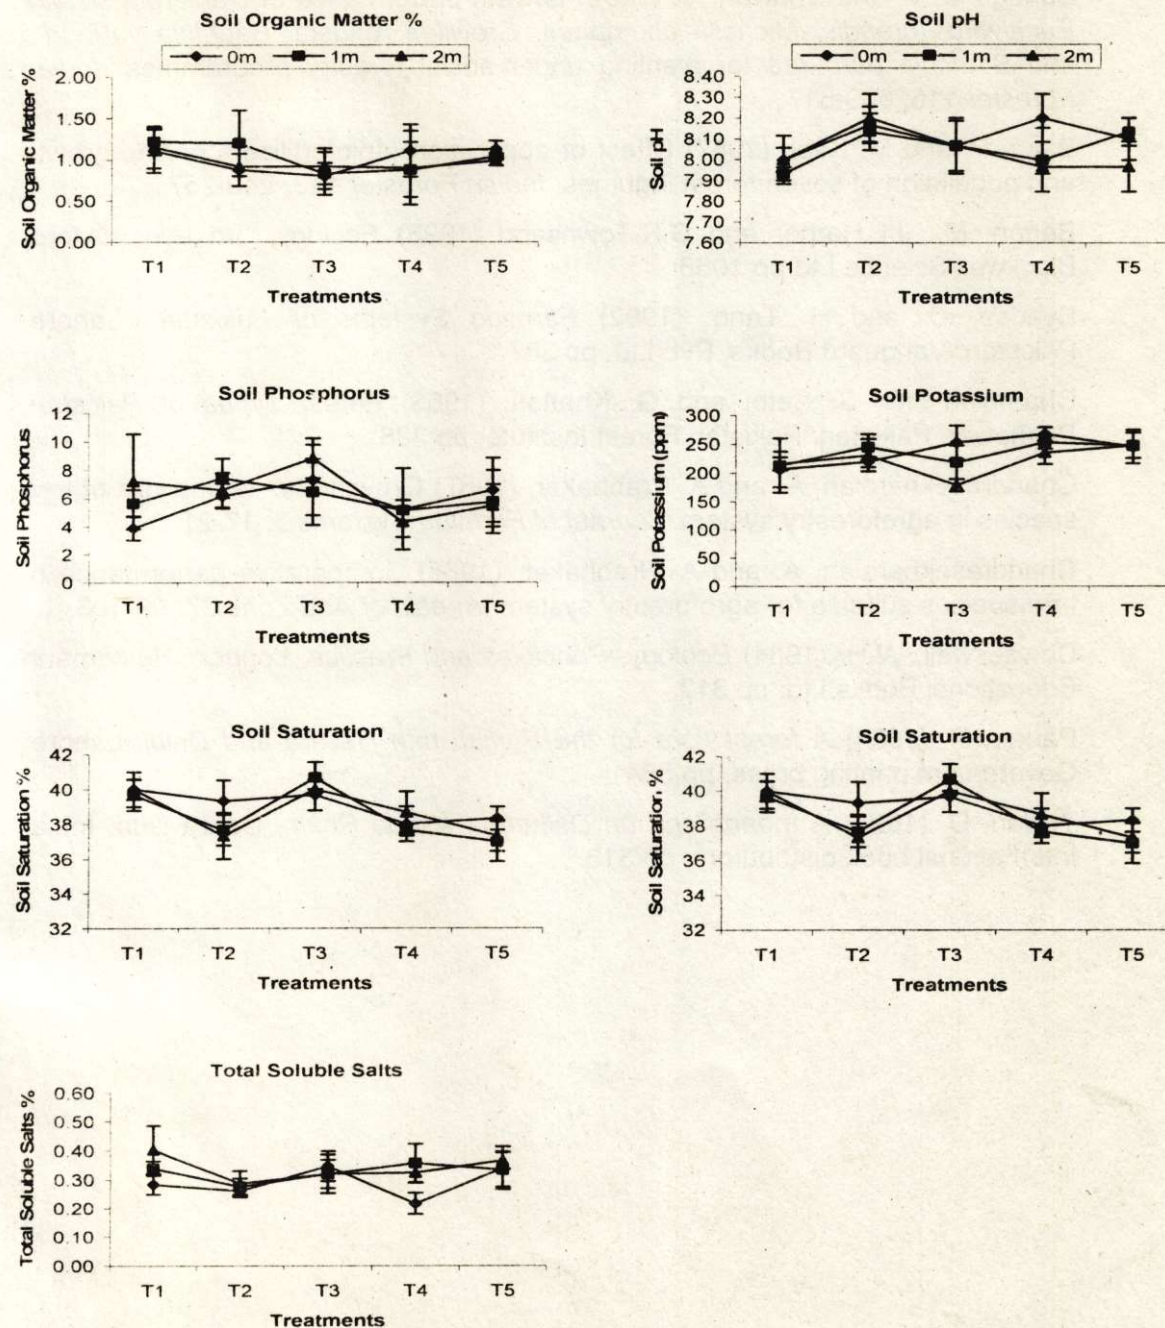 Soil Organic Matter %
0m 1m 2m
Soil Organic Matter %
2.00
1.50
1.00
0.50
0.00
T1 T2 T3 T4 T5
Treatments
Soil pH
0m 1m 2m
Soil pH
8.40
8.30
8.20
8.10
8.00
7.90
7.80
7.70
7.60
T1 T2 T3 T4 T5
Treatments
Soil Phosphorus
Soil Phosphorus
12
10
8
6
4
2
0
T1 T2 T3 T4 T5
Treatments
Soil Potassium
Soil Potassium (ppm)
300
250
200
150
100
50
0
T1 T2 T3 T4 T5
Treatments
Soil Saturation
Soil Saturation %
42
40
38
36
34
32
T1 T2 T3 T4 T5
Treatments
Soil Saturation
Soil Saturation %
42
40
38
36
34
32
T1 T2 T3 T4 T5
Treatments
Total Soluble Salts
Total Soluble Salts %
0.60
0.50
0.40
0.30
0.20
0.10
0.00
T1 T2 T3 T4 T5
Treatments